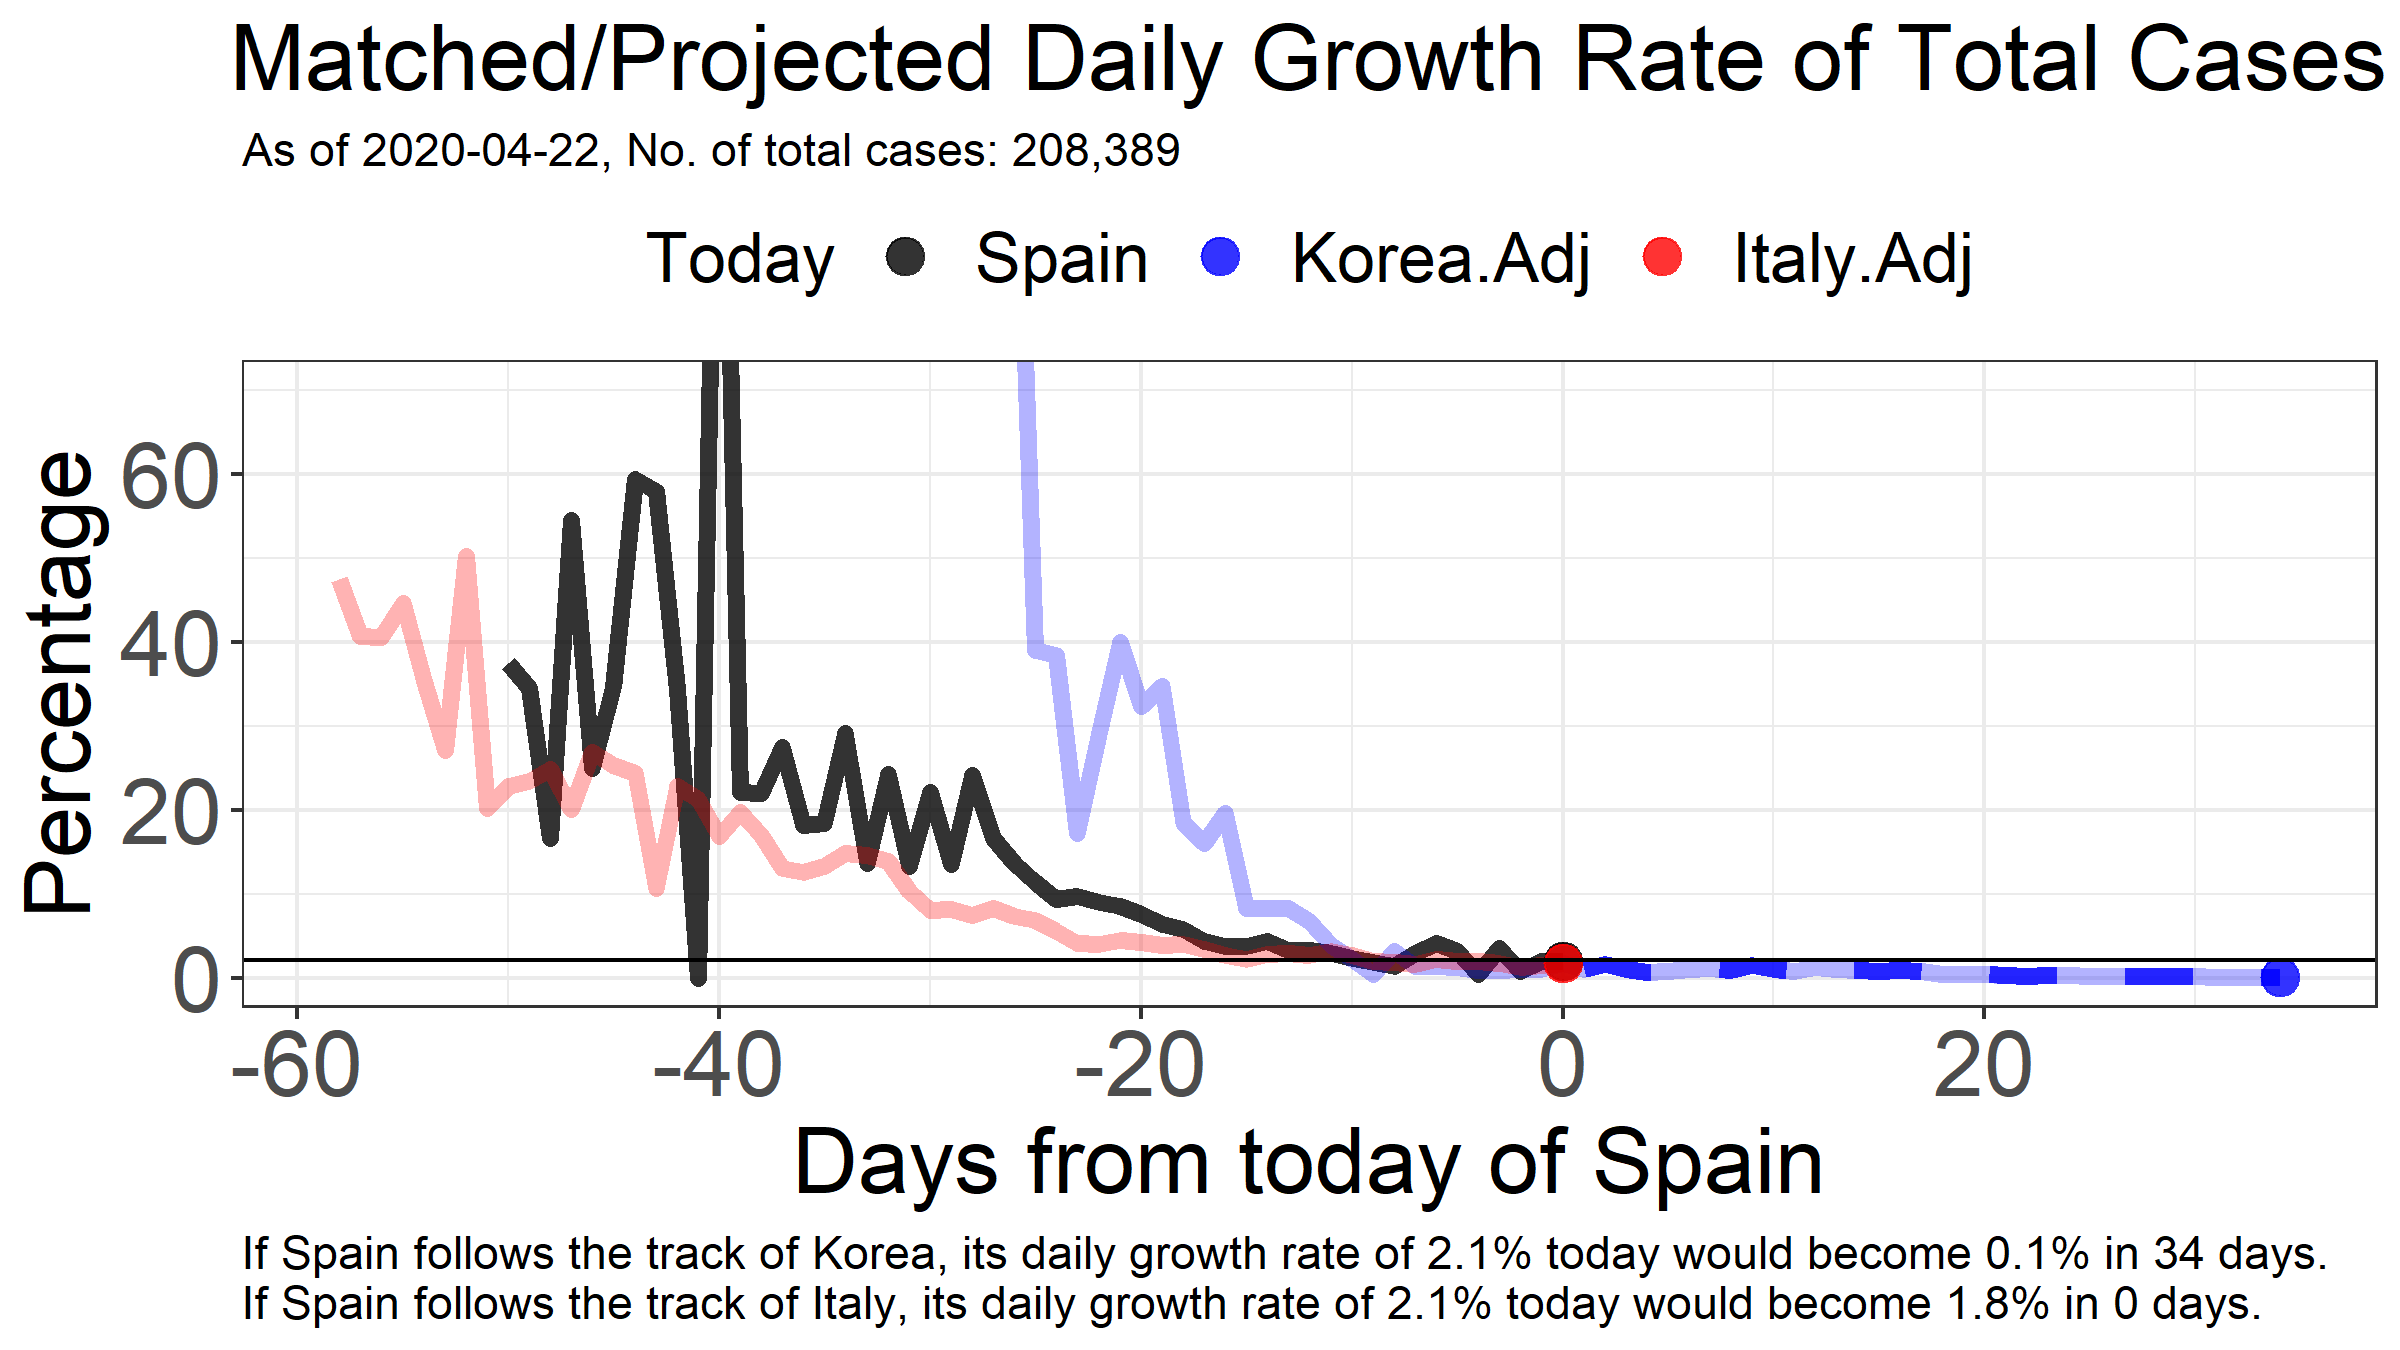 Matched/Projected Daily Growth Rate of Total Cases
As of 2020-04-22, No. of total cases: 208,389
Today Spain Korea.Adj Italy.Adj
Percentage
60
40
20
0
-60 -40 -20 0 20
Days from today of Spain
If Spain follows the track of Korea, its daily growth rate of 2.1% today would become 0.1% in 34 days.
If Spain follows the track of Italy, its daily growth rate of 2.1% today would become 1.8% in 0 days.